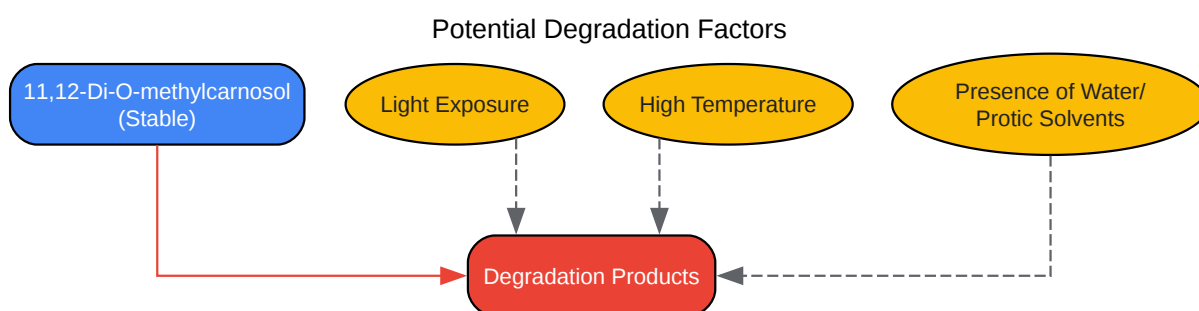 Potential Degradation Factors
11,12-Di-O-methylcarnosol
(Stable)
Light Exposure
High Temperature
Presence of Water/
Protic Solvents
Degradation Products